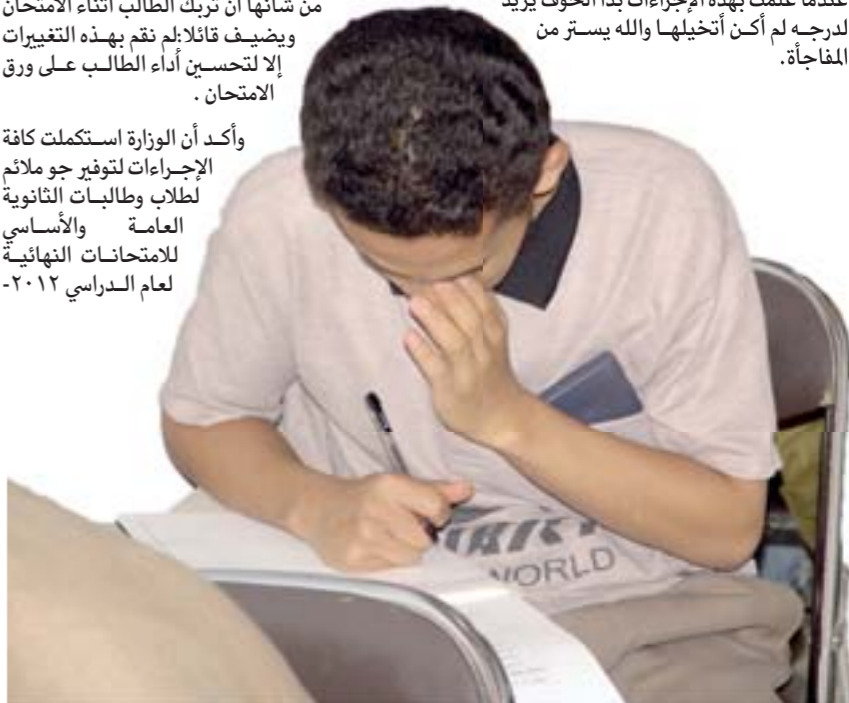 عندما علمت بهذه الإجراءات بدا الخوف يزيد
لدرجه لم أكن أتخيلها والله يستر من
المفاجأة.
من شأنها أن تربك الطالب أثناء الامتحان
ويضيف قائلا:لم نقم بهذه التغييرات
إلا لتحسين أداء الطالب على ورق
الامتحان .
وأكد أن الوزارة استكملت كافة
الإجراءات لتوفير جو ملائم
لطلاب وطالبات الثانوية
العامة والأساسي
للامتحانات النهائية
لعام الدراسي ٢٠١٢-
WORLD